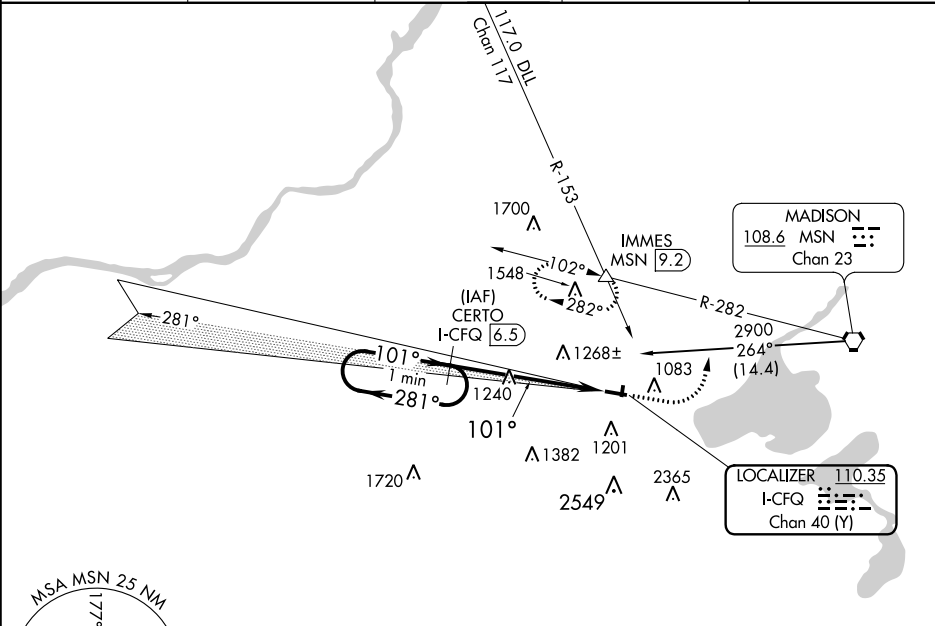 117.0 DLL
Chan 117
R-153
1700
IMMES
MSN 9.2
102°
1548
282°
MADISON
108.6 MSN
Chan 23
R-282
2900
264°
(14.4)
(IAF)
CERTO
I-CFQ 6.5
281°
101°
1 min
281°
1268±
1083
1240
101°
1201
1382
1720
2549
2365
LOCALIZER 110.35
I-CFQ
Chan 40 (Y)
MSA MSN 25 NM
177°